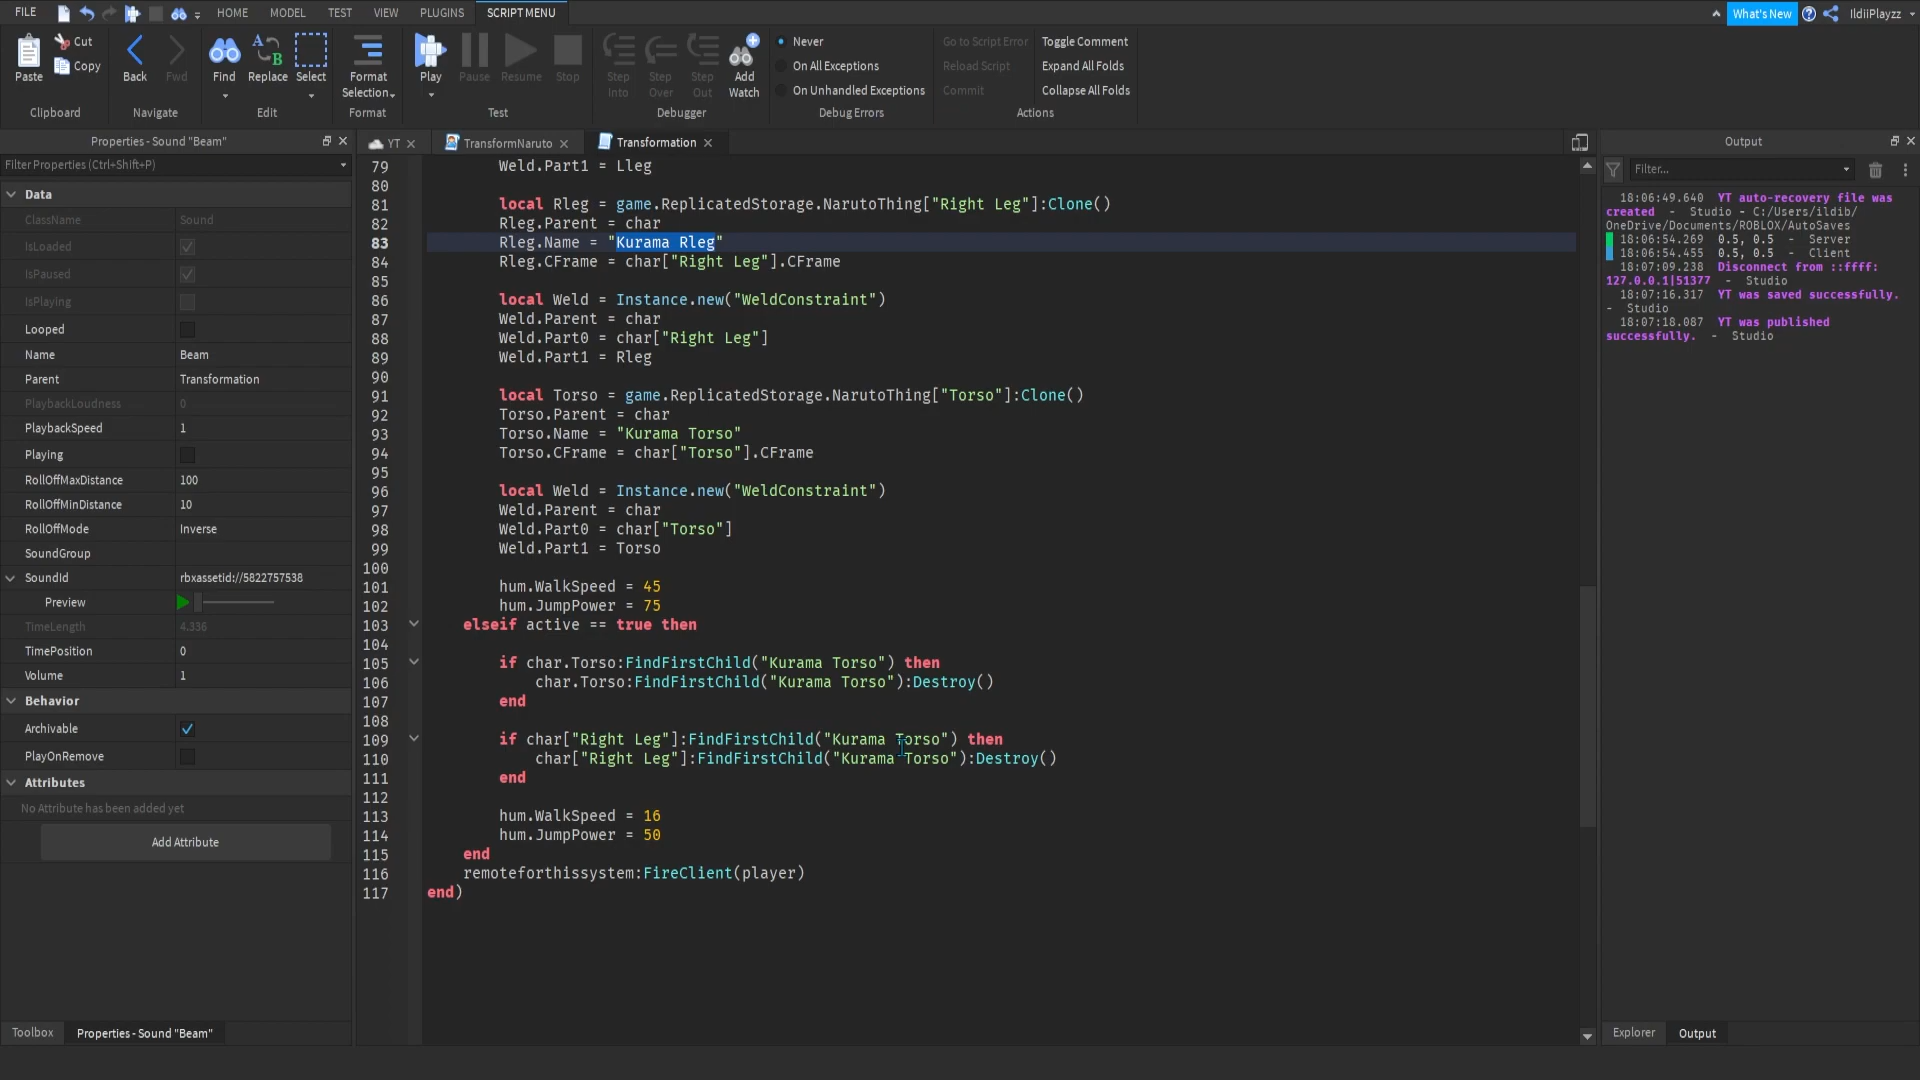 FILE HOME MODEL TEST VIEW PLUGINS SCRIPT MENU What's New IldiiPlayzz
Paste Cut Copy Clipboard
Back Fwd Navigate
Find Replace Select Edit
Format Selection Format
Play Pause Resume Stop Test
Step Into Step Over Step Out Add Watch Debugger
Never
On All Exceptions
On Unhandled Exceptions
Debug Errors
Go to Script Error Toggle Comment
Reload Script Expand All Folds
Commit Collapse All Folds
Actions
Properties - Sound "Beam"
Filter Properties (Ctrl+Shift+P)
Data
ClassName Sound
IsLoaded
IsPaused
IsPlaying
Looped
Name Beam
Parent Transformation
PlaybackLoudness 0
PlaybackSpeed 1
Playing
RollOffMaxDistance 100
RollOffMinDistance 10
RollOffMode Inverse
SoundGroup
SoundId rbxassetid://5822757538
Preview
TimeLength 4.336
TimePosition 0
Volume 1
Behavior
Archivable
PlayOnRemove
Attributes
No Attribute has been added yet
Add Attribute
Toolbox Properties - Sound "Beam"
YT TransformNaruto Transformation
79 Weld.Part1 = Lleg
80
81 local Rleg = game.ReplicatedStorage.NarutoThing["Right Leg"]:Clone()
82 Rleg.Parent = char
83 Rleg.Name = "Kurama Rleg"
84 Rleg.CFrame = char["Right Leg"].CFrame
85
86 local Weld = Instance.new("WeldConstraint")
87 Weld.Parent = char
88 Weld.Part0 = char["Right Leg"]
89 Weld.Part1 = Rleg
90
91 local Torso = game.ReplicatedStorage.NarutoThing["Torso"]:Clone()
92 Torso.Parent = char
93 Torso.Name = "Kurama Torso"
94 Torso.CFrame = char["Torso"].CFrame
95
96 local Weld = Instance.new("WeldConstraint")
97 Weld.Parent = char
98 Weld.Part0 = char["Torso"]
99 Weld.Part1 = Torso
100
101 hum.WalkSpeed = 45
102 hum.JumpPower = 75
103 elseif active == true then
104
105 if char.Torso:FindFirstChild("Kurama Torso") then
106 char.Torso:FindFirstChild("Kurama Torso"):Destroy()
107 end
108
109 if char["Right Leg"]:FindFirstChild("Kurama Torso") then
110 char["Right Leg"]:FindFirstChild("Kurama Torso"):Destroy()
111 end
112
113 hum.WalkSpeed = 16
114 hum.JumpPower = 50
115 end
116 remoteforthissystem:FireClient(player)
117 end)
Output
Filter...
18:06:49.640 YT auto-recovery file was
created - Studio - C:/Users/ildib/
OneDrive/Documents/ROBLOX/AutoSaves
18:06:54.269 0.5, 0.5 - Server
18:06:54.455 0.5, 0.5 - Client
18:07:09.238 Disconnect from ::ffff:
127.0.0.1|51377 - Studio
18:07:16.317 YT was saved successfully.
- Studio
18:07:18.087 YT was published
successfully. - Studio
Explorer Output